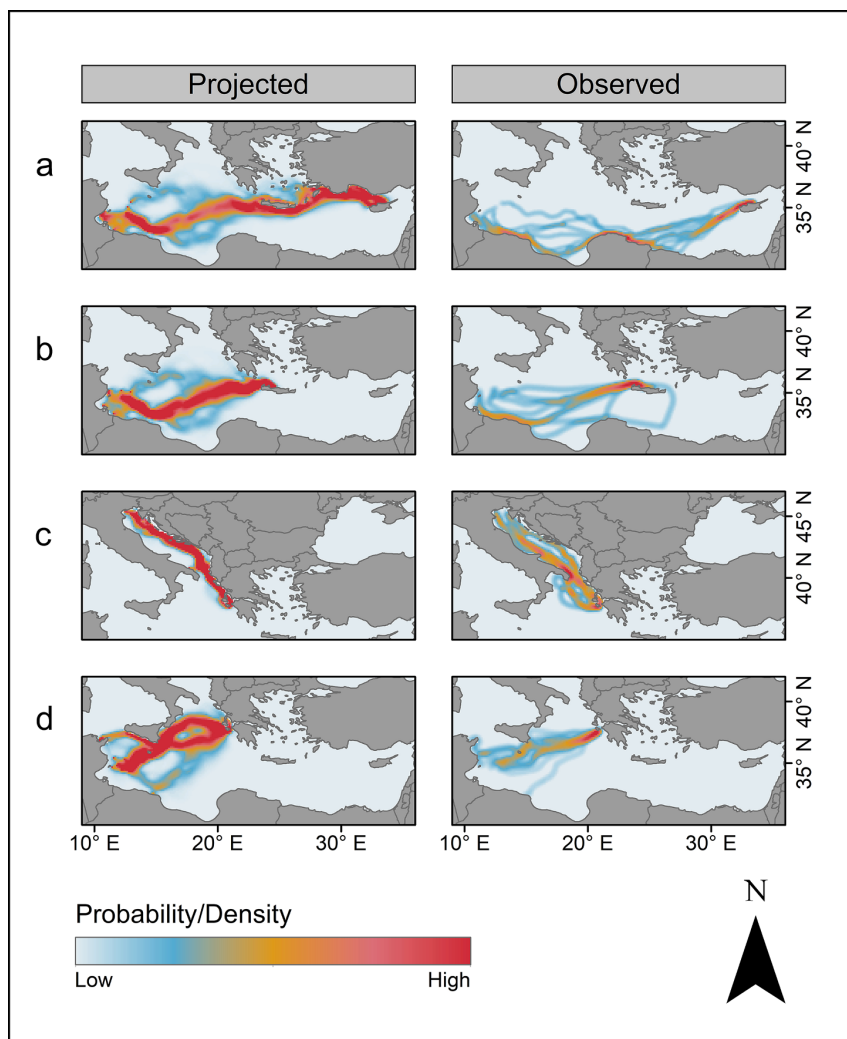 Projected Observed
a
40° N
35° N
b
40° N
35° N
c
45° N
40° N
d
40° N
35° N
10° E 20° E 30° E 10° E 20° E 30° E
Probability/Density
Low High
N